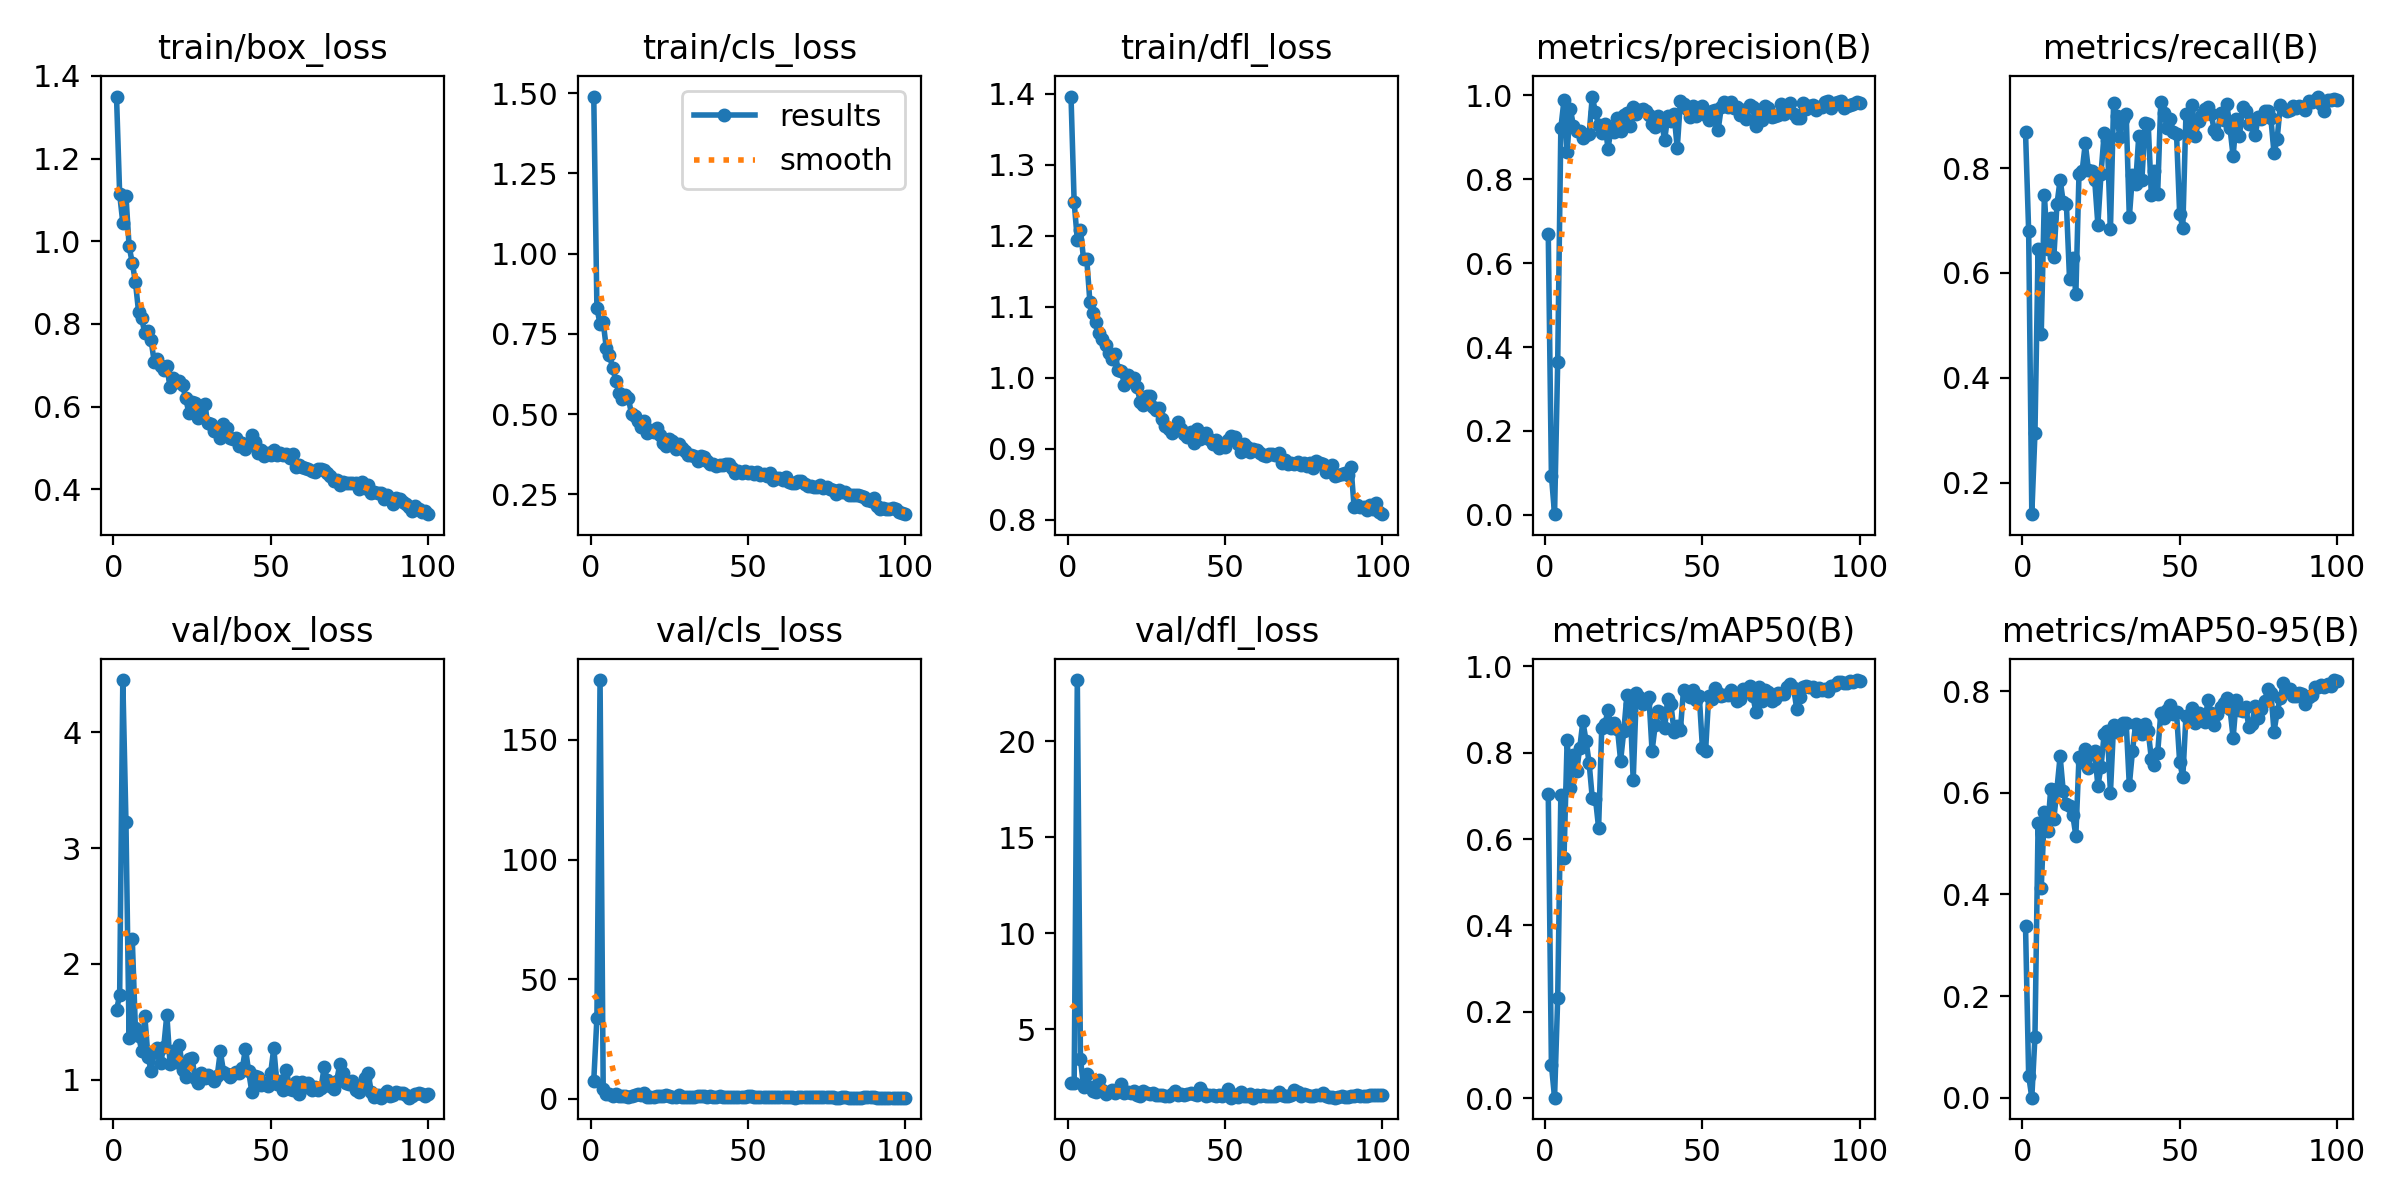 train/box_loss
1.4
1.2
1.0
0.8
0.6
0.4
0 50 100
train/cls_loss
results
smooth
1.50
1.25
1.00
0.75
0.50
0.25
0 50 100
train/dfl_loss
1.4
1.3
1.2
1.1
1.0
0.9
0.8
0 50 100
metrics/precision(B)
1.0
0.8
0.6
0.4
0.2
0.0
0 50 100
metrics/recall(B)
0.8
0.6
0.4
0.2
0 50 100
val/box_loss
4
3
2
1
0 50 100
val/cls_loss
150
100
50
0
0 50 100
val/dfl_loss
20
15
10
5
0 50 100
metrics/mAP50(B)
1.0
0.8
0.6
0.4
0.2
0.0
0 50 100
metrics/mAP50-95(B)
0.8
0.6
0.4
0.2
0.0
0 50 100